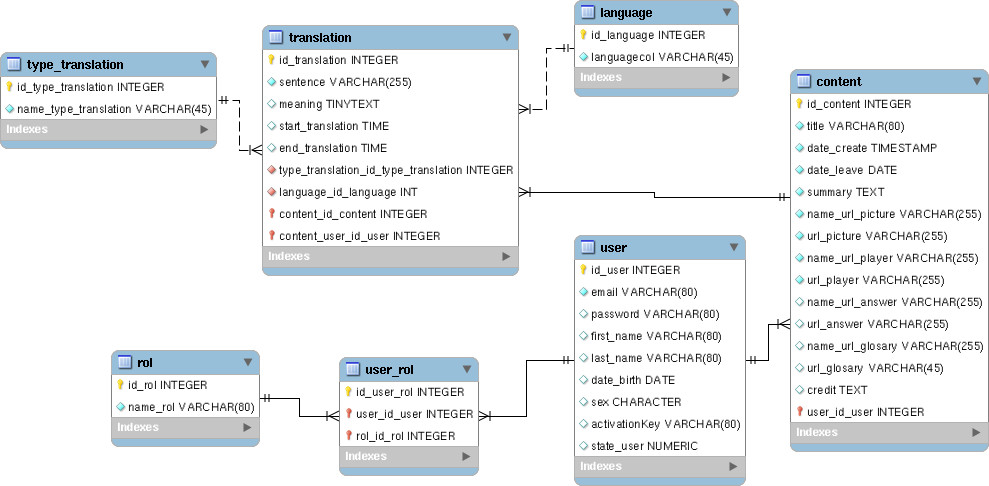 type_translation
id_type_translation INTEGER
name_type_translation VARCHAR(45)
Indexes
translation
id_translation INTEGER
sentence VARCHAR(255)
meaning TINYTEXT
start_translation TIME
end_translation TIME
type_translation_id_type_translation INTEGER
language_id_language INT
content_id_content INTEGER
content_user_id_user INTEGER
Indexes
language
id_language INTEGER
languagecol VARCHAR(45)
Indexes
content
id_content INTEGER
title VARCHAR(80)
date_create TIMESTAMP
date_leave DATE
summary TEXT
name_url_picture VARCHAR(255)
url_picture VARCHAR(255)
name_url_player VARCHAR(255)
url_player VARCHAR(255)
name_url_answer VARCHAR(255)
url_answer VARCHAR(255)
name_url_glosary VARCHAR(255)
url_glosary VARCHAR(45)
credit TEXT
user_id_user INTEGER
Indexes
user
id_user INTEGER
email VARCHAR(80)
password VARCHAR(80)
first_name VARCHAR(80)
last_name VARCHAR(80)
date_birth DATE
sex CHARACTER
activationKey VARCHAR(80)
state_user NUMERIC
Indexes
rol
id_rol INTEGER
name_rol VARCHAR(80)
Indexes
user_rol
id_user_rol INTEGER
user_id_user INTEGER
rol_id_rol INTEGER
Indexes